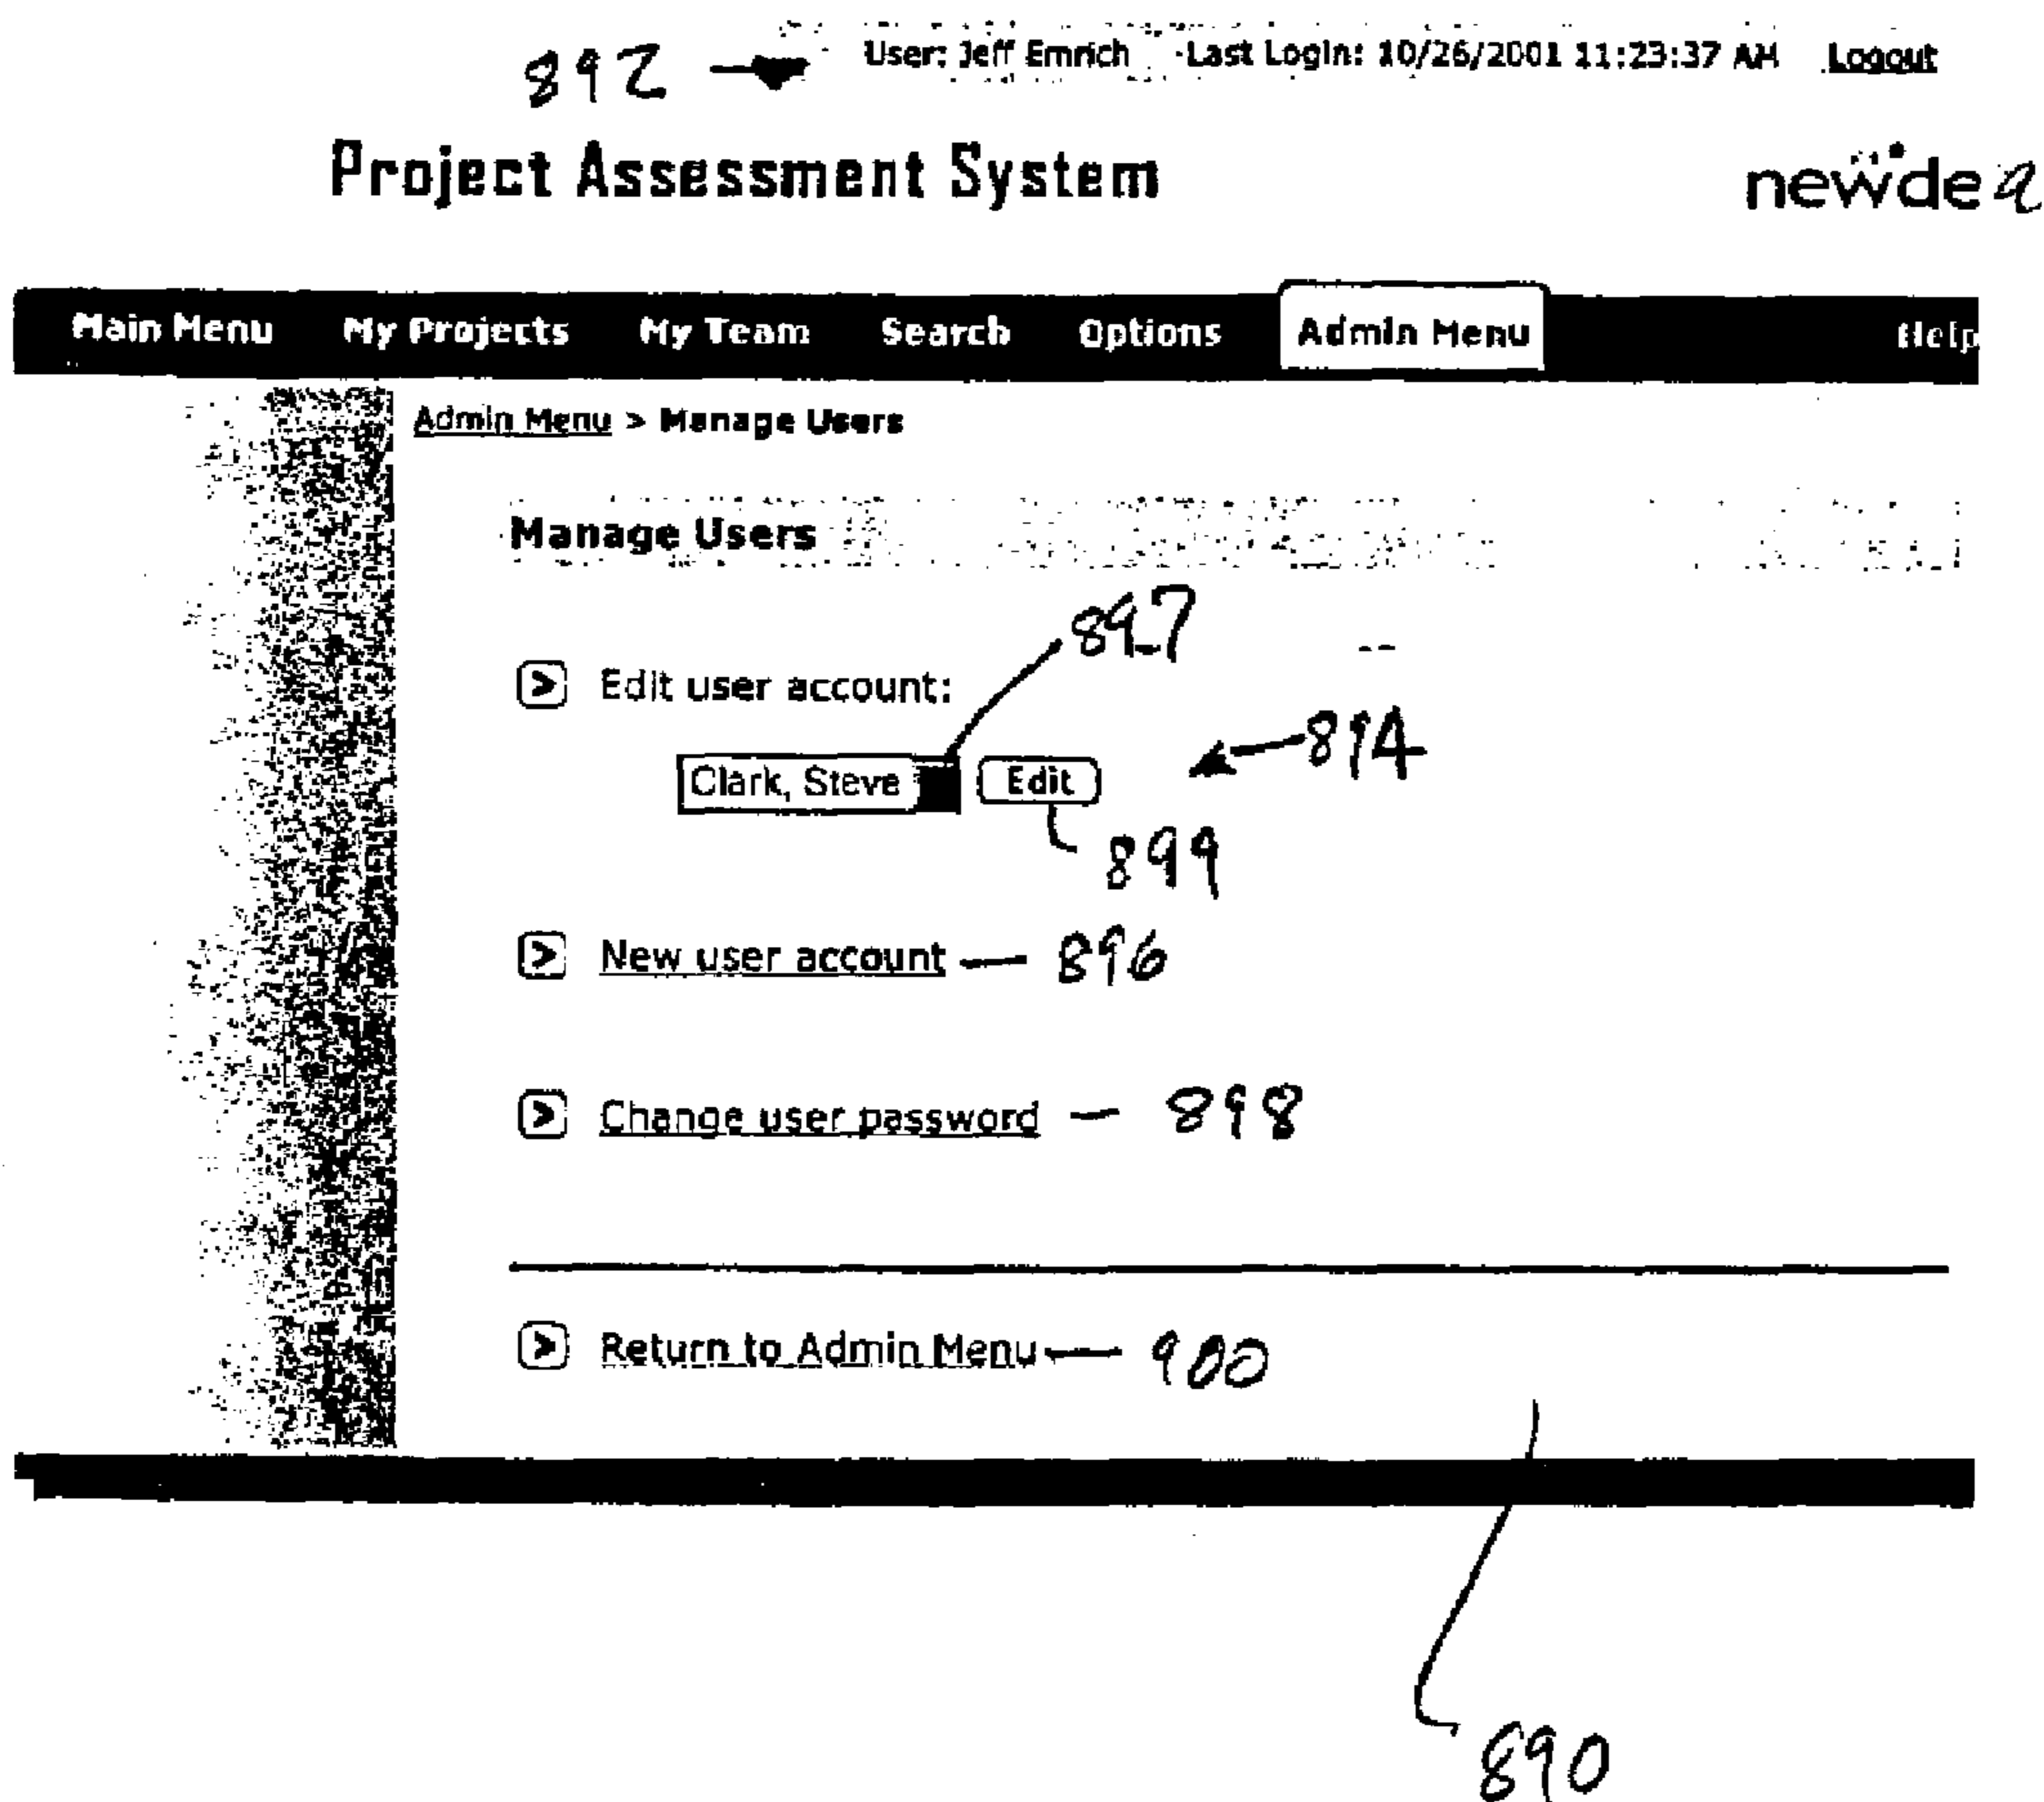 892 User: Jeff Emrich Last Login: 10/26/2001 11:23:37 AM Logout
Project Assessment System newdea
Main Menu My Projects My Team Search Options Admin Menu Help
Admin Menu > Manage Users
Manage Users
897
Edit user account:
894
Clark, Steve Edit
899
New user account 896
Change user password 898
Return to Admin Menu 900
890